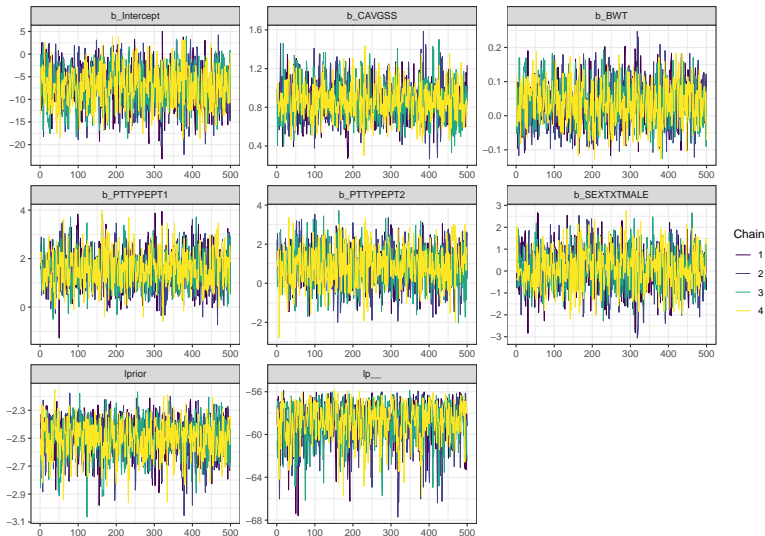 b_Intercept
b_CAVGSS
b_BWT
5
0
−5
−10
−15
−20
0 100 200 300 400 500
1.6
1.2
0.8
0.4
0 100 200 300 400 500
0.2
0.1
0.0
−0.1
0 100 200 300 400 500
b_PTTYPEPT1
b_PTTYPEPT2
b_SEXTXTMALE
4
2
0
0 100 200 300 400 500
4
2
0
−2
0 100 200 300 400 500
3
2
1
0
−1
−2
−3
0 100 200 300 400 500
Chain
1
2
3
4
lprior
lp__
−2.3
−2.5
−2.7
−2.9
−3.1
0 100 200 300 400 500
−56
−60
−64
−68
0 100 200 300 400 500